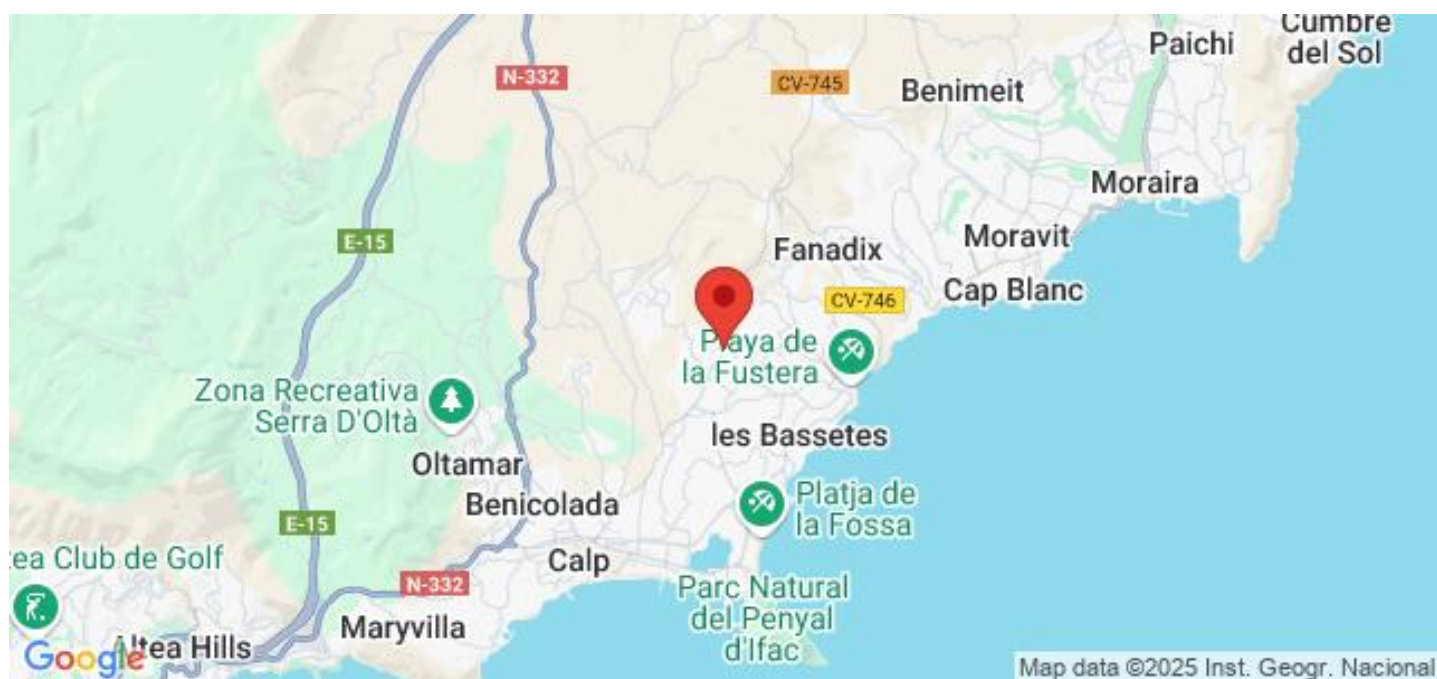 Cumbre
del Sol
Paichi
N-332
CV-745
Benimeit
Moraira
E-15
Fanadix
Moravit
Cap Blanc
CV-746
Playa de
la Fustera
Zona Recreativa
Serra D'Oltà
les Bassetes
Oltamar
Benicolada
Platja de
la Fossa
E-15
Calp
ea Club de Golf
N-332
Parc Natural
del Penyal
d'Ifac
Maryvilla
Altea Hills
Google
Map data ©2025 Inst. Geogr. Nacional